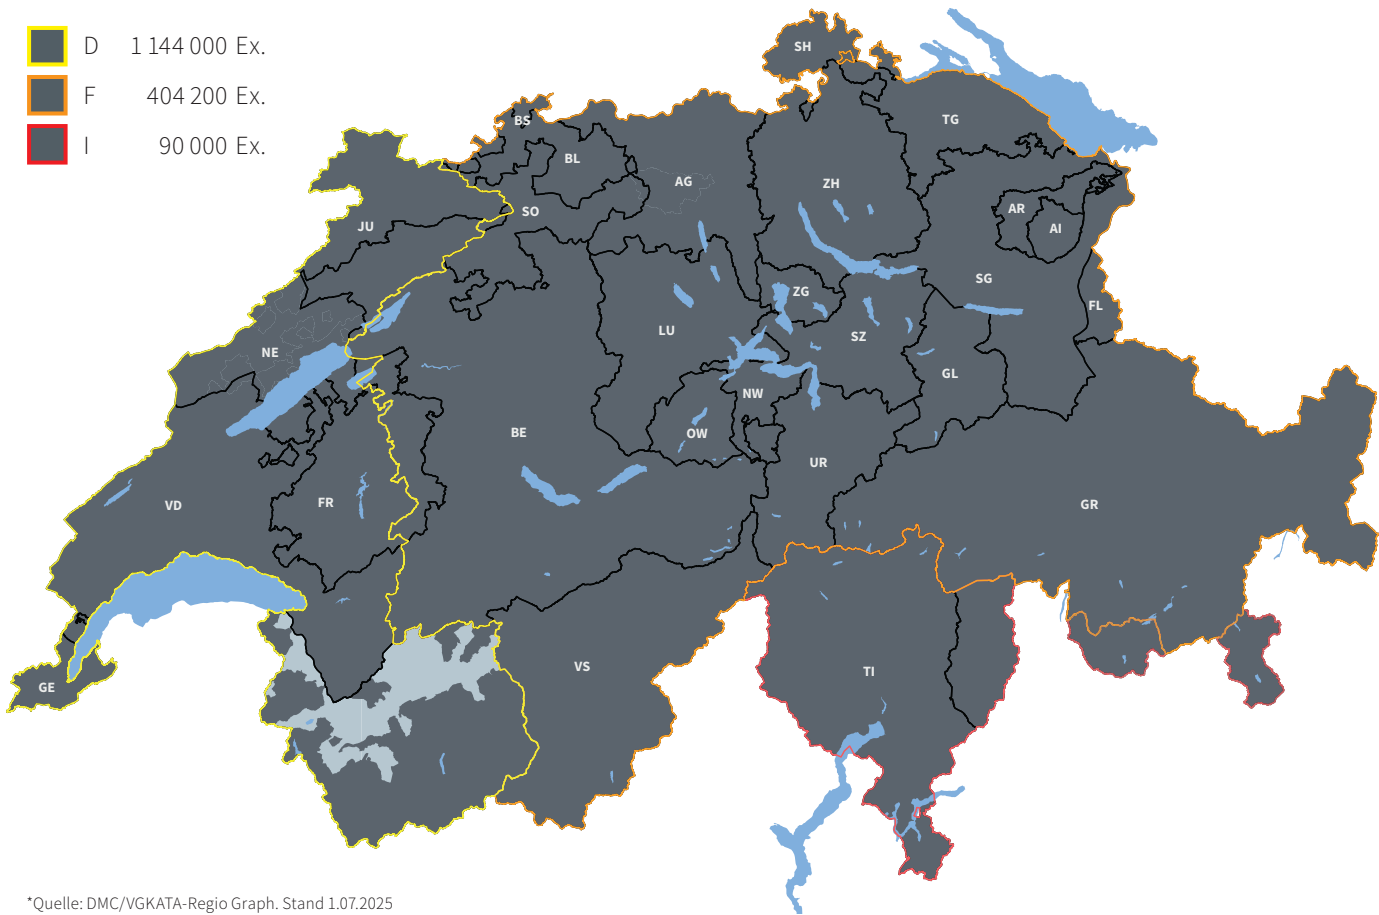 D 1 144 000 Ex.
F 404 200 Ex.
I 90 000 Ex.
SH
BS
TG
BL
AG
ZH
SO
AR
JU
AI
SG
ZG
FL
LU
SZ
NE
GL
NW
BE
OW
UR
VD
FR
GR
VS
TI
GE
*Quelle: DMC/VGKATA-Regio Graph. Stand 1.07.2025